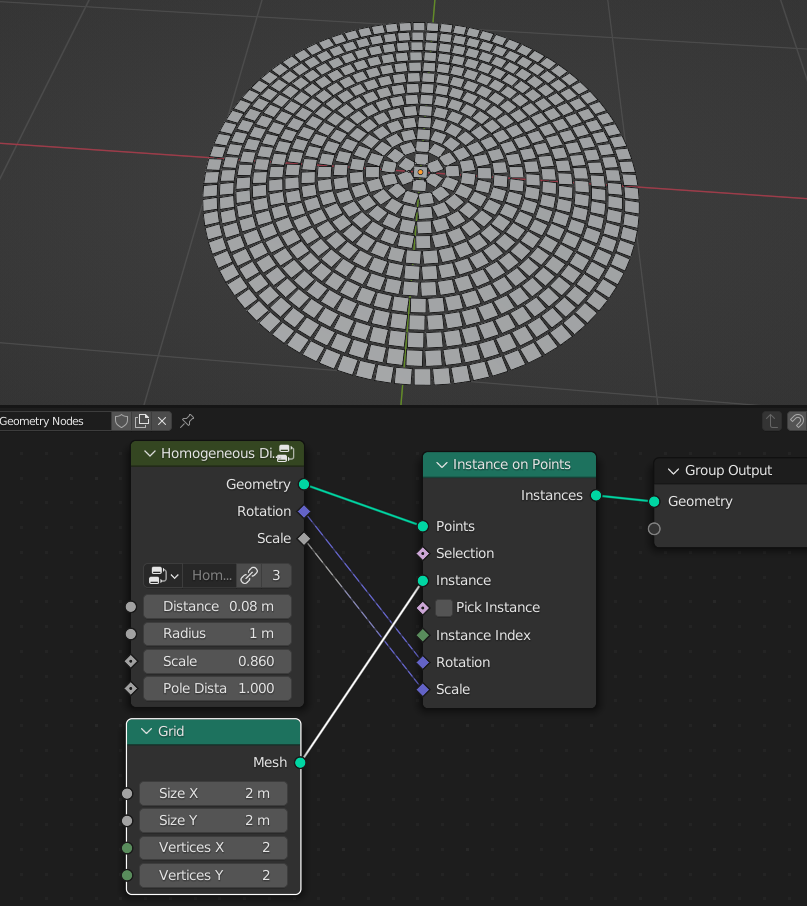 Geometry Nodes
Homogeneous Di...
Geometry
Rotation
Scale
Hom...
3
Distance 0.08 m
Radius 1 m
Scale 0.860
Pole Dista 1.000
Grid
Mesh
Size X 2 m
Size Y 2 m
Vertices X 2
Vertices Y 2
Instance on Points
Instances
Points
Selection
Instance
Pick Instance
Instance Index
Rotation
Scale
Group Output
Geometry